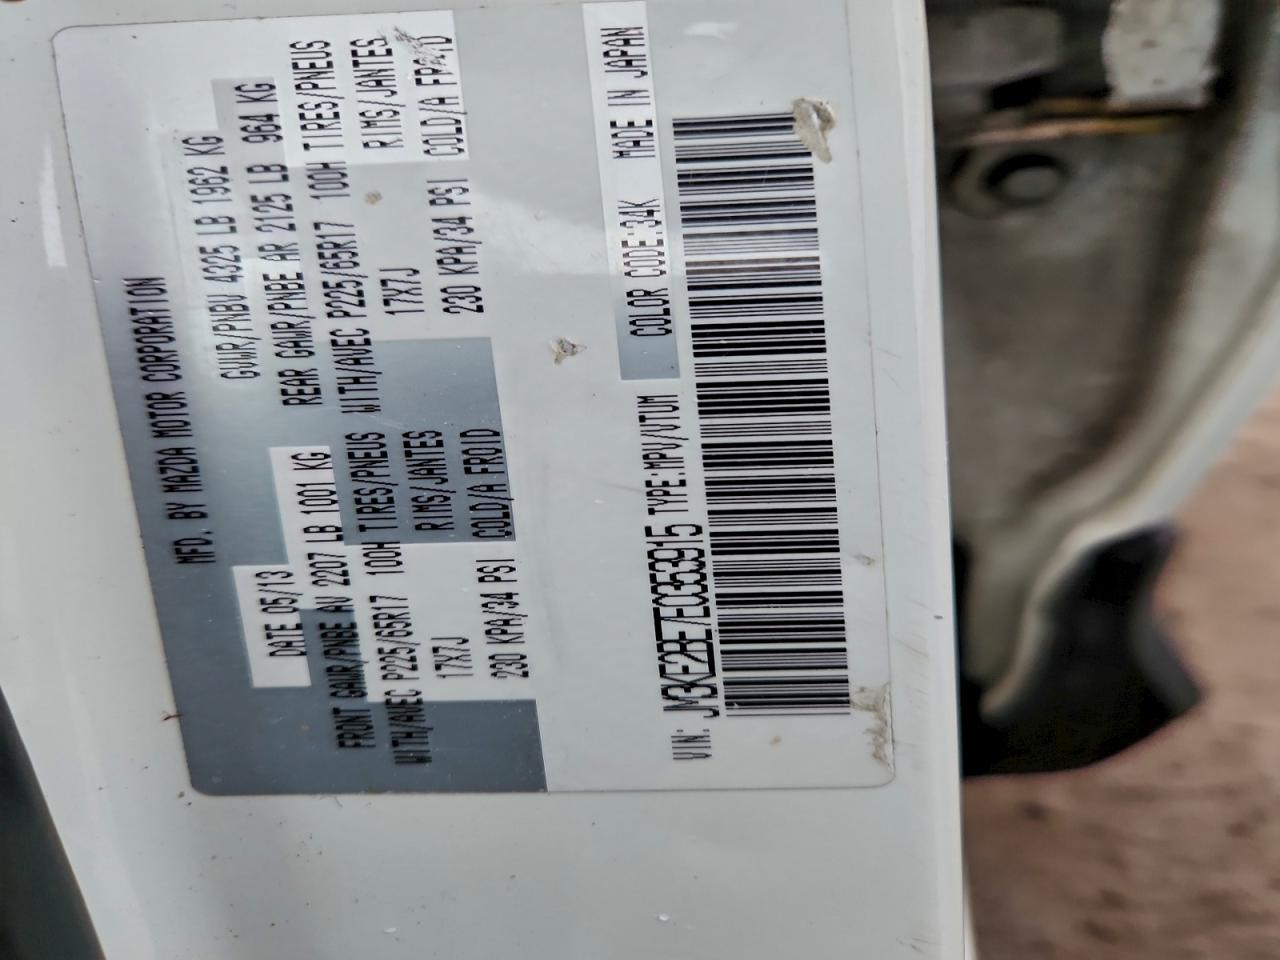 MFD. BY MAZDA MOTOR CORPORATION
DATE 05/13 GVWR/PNBV 4325 LB 1962 KG
FRONT GAWR/PNBE AV 2207 LB 1001 KG REAR GAWR/PNBE AR 2125 LB 964 KG
WITH/AVEC P225/65R17 100H TIRES/PNEUS WITH/AVEC P225/65R17 100H TIRES/PNEUS
17X7J RIMS/JANTES 17X7J RIMS/JANTES
230 KPA/34 PSI COLD/A FROID 230 KPA/34 PSI COLD/A FROID
COLOR CODE:34K MADE IN JAPAN
VIN: JM3KE2BE7E0353915 TYPE:MPV/VTUM